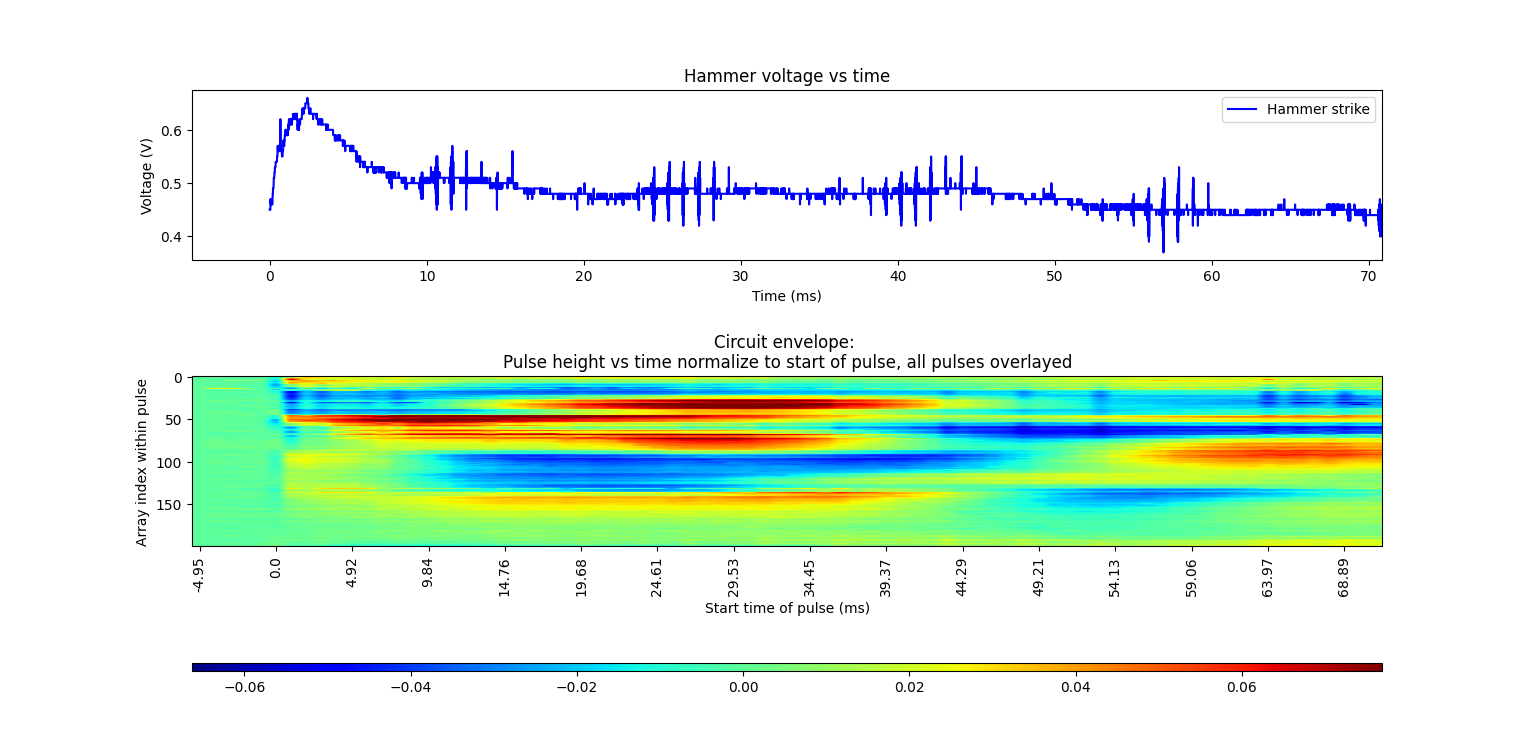 Hammer voltage vs time
Hammer strike
Voltage (V)
0.6
0.5
0.4
0 10 20 30 40 50 60 70
Time (ms)
Circuit envelope:
Pulse height vs time normalize to start of pulse, all pulses overlayed
Array index within pulse
0
50
100
150
-4.95 0.0 4.92 9.84 14.76 19.68 24.61 29.53 34.45 39.37 44.29 49.21 54.13 59.06 63.97 68.89
Start time of pulse (ms)
−0.06 −0.04 −0.02 0.00 0.02 0.04 0.06